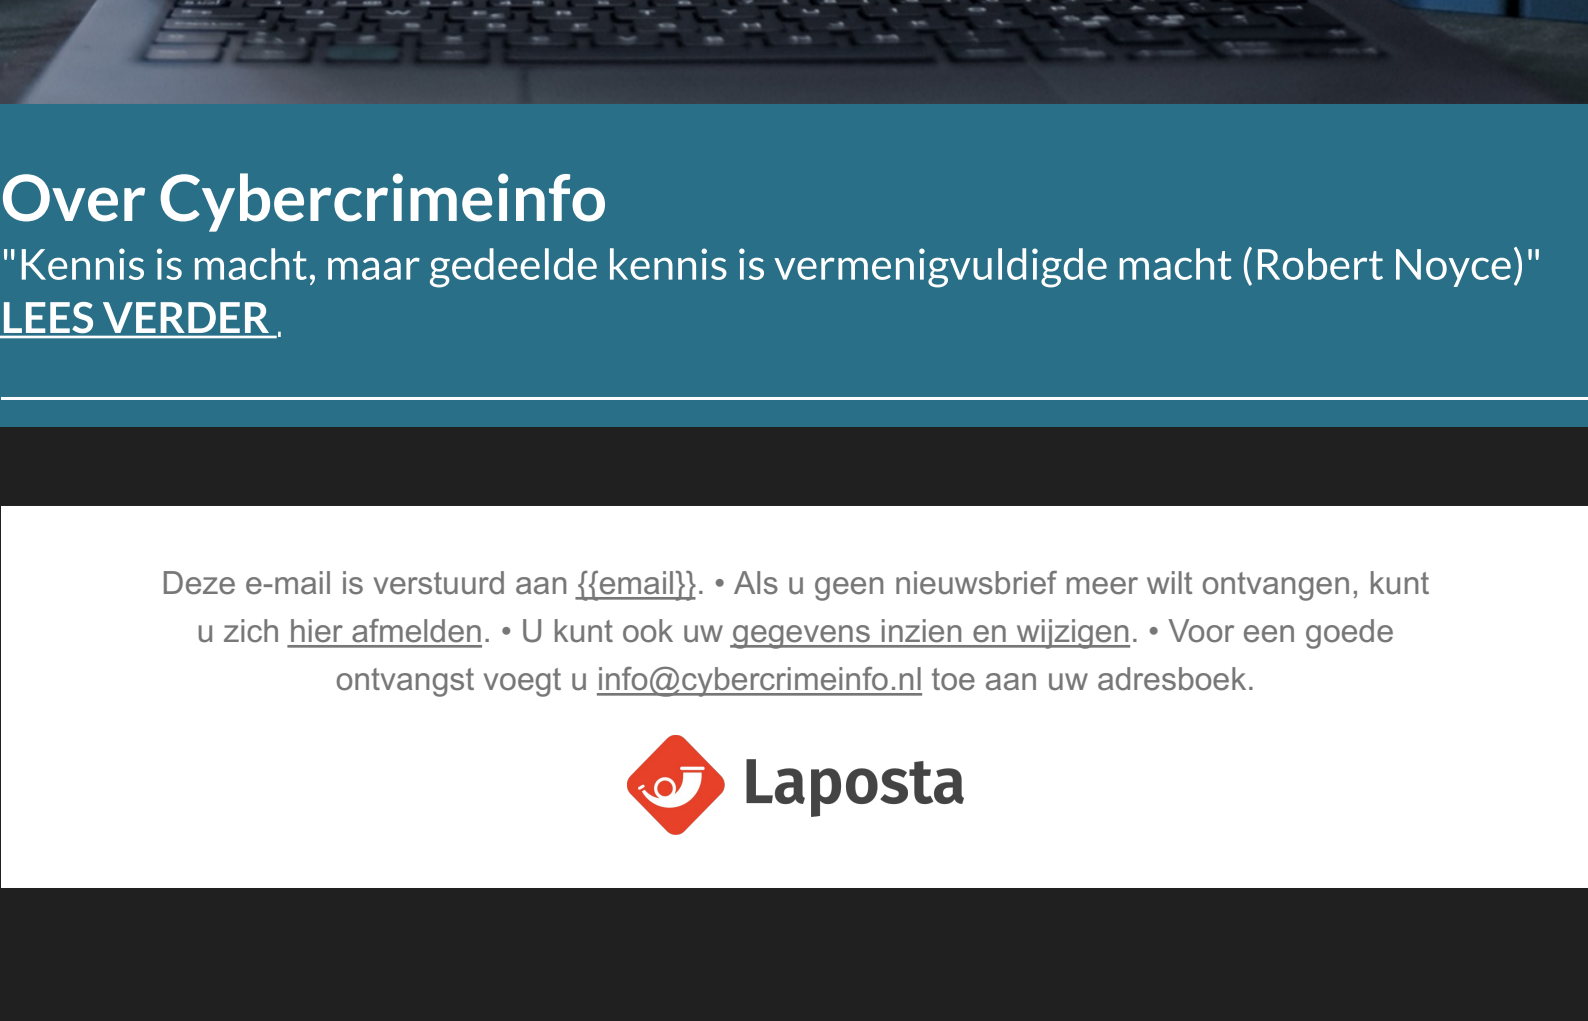 Over Cybercrimeinfo
"Kennis is macht, maar gedeelde kennis is vermenigvuldigde macht (Robert Noyce)"
LEES VERDER .
Deze e-mail is verstuurd aan {{email}}. • Als u geen nieuwsbrief meer wilt ontvangen, kunt
u zich hier afmelden. • U kunt ook uw gegevens inzien en wijzigen. • Voor een goede
ontvangst voegt u info@cybercrimeinfo.nl toe aan uw adresboek.
Laposta